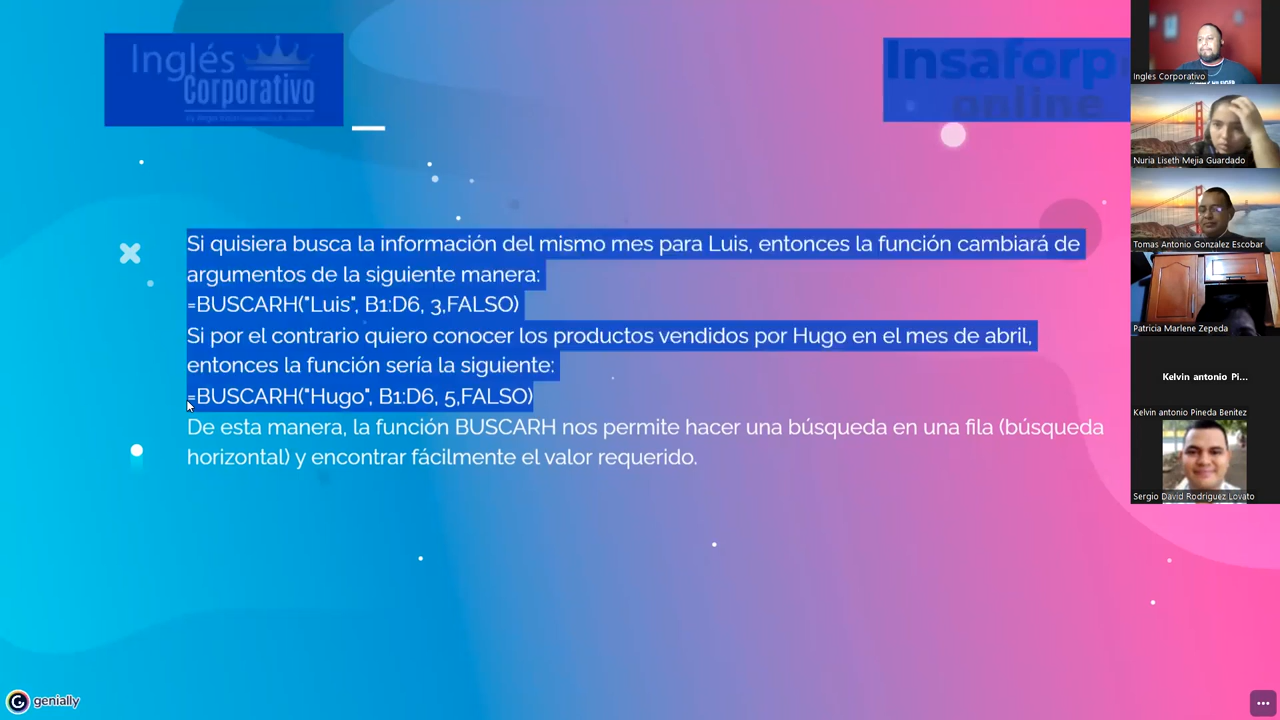 Inglés
Corporativo
Insaforp
online
Si quisiera busca la información del mismo mes para Luis, entonces la función cambiará de
argumentos de la siguiente manera:
=BUSCARH("Luis", B1:D6, 3,FALSO)
Si por el contrario quiero conocer los productos vendidos por Hugo en el mes de abril,
entonces la función sería la siguiente:
=BUSCARH("Hugo", B1:D6, 5,FALSO)
De esta manera, la función BUSCARH nos permite hacer una búsqueda en una fila (búsqueda
horizontal) y encontrar fácilmente el valor requerido.
genially
Ingles Corporativo
Nuria Liseth Mejia Guardado
Tomas Antonio Gonzalez Escobar
Patricia Marlene Zepeda
Kelvin antonio Pi...
Kelvin antonio Pineda Benitez
Sergio David Rodriguez Lovato